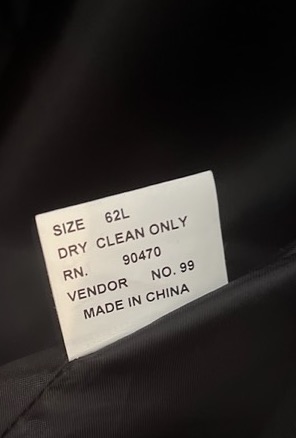 SIZE 62L
DRY CLEAN ONLY
RN. 90470
VENDOR NO. 99
MADE IN CHINA